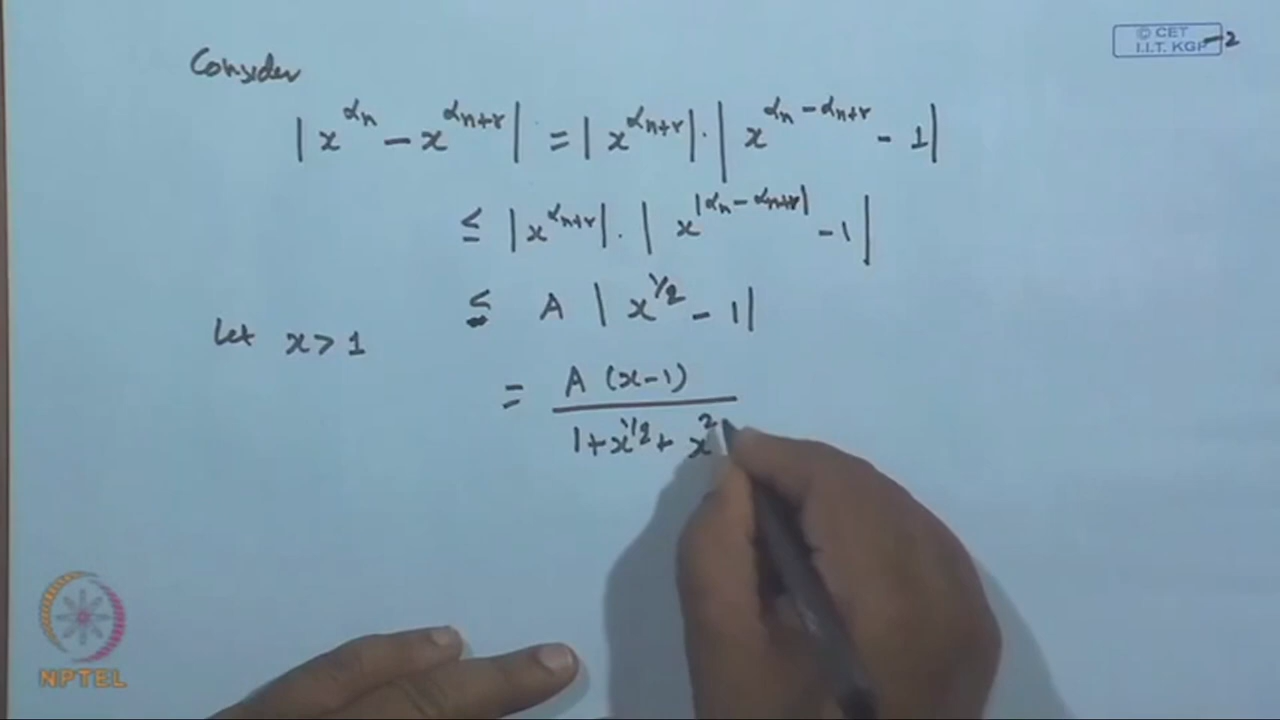 © CET
I.I.T. KGP -2
Consider
|x^{α_n} - x^{α_{n+r}}| = |x^{α_{n+r}}| · |x^{α_n - α_{n+r}} - 1|
≤ |x^{α_{n+r}}| · |x^{|α_n - α_{n+r}|} - 1|
≤ A |x^{1/2} - 1|
Let x > 1
= A (x-1)
1 + x^{1/2} + x^2
NPTEL